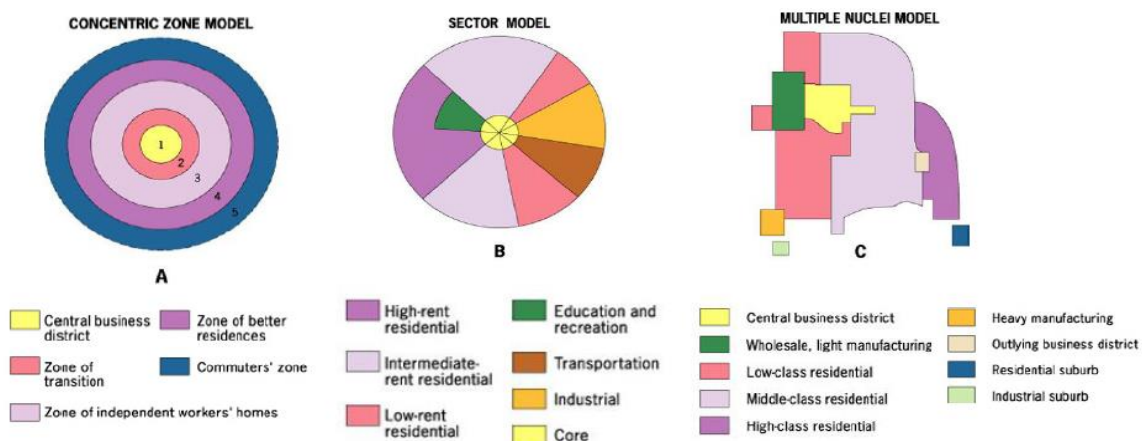 CONCENTRIC ZONE MODEL
1
2
3
4
5
A
Central business
district
Zone of better
residences
Zone of
transition
Commuters' zone
Zone of independent workers' homes
SECTOR MODEL
B
High-rent
residential
Education and
recreation
Intermediate-
rent residential
Transportation
Industrial
Low-rent
residential
Core
MULTIPLE NUCLEI MODEL
C
Central business district
Wholesale, light manufacturing
Low-class residential
Middle-class residential
High-class residential
Heavy manufacturing
Outlying business district
Residential suburb
Industrial suburb